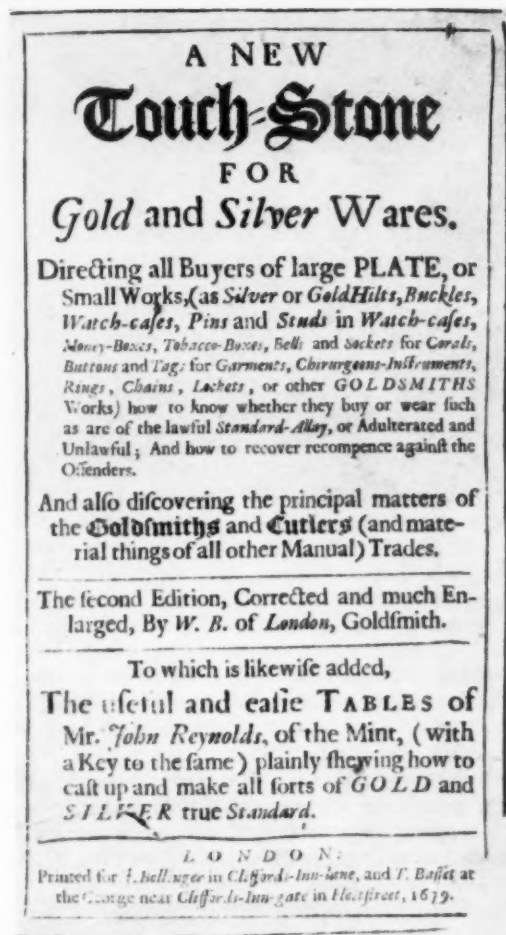 A NEW
Touch-Stone
FOR
Gold and Silver Wares.
Directing all Buyers of large PLATE, or
Small Works, (as Silver or Gold Hilts, Buckles,
Watch-caſes, Pins and Studs in Watch-caſes,
Money-Boxes, Tobacco-Boxes, Bells and Sockets for Corals,
Buttons and Tags for Garments, Chirurgeons-Inſtruments,
Rings, Chains, Lockets, or other GOLDSMITHS
Works) how to know whether they buy or wear ſuch
as are of the lawful Standard-Allay, or Adulterated and
Unlawful; And how to recover recompence againſt the
Offenders.
And alſo diſcovering the principal matters of
the Goldſmiths and Cutlers (and mate-
rial things of all other Manual) Trades.
The ſecond Edition, Corrected and much En-
larged, By W. B. of London, Goldſmith.
To which is likewiſe added,
The uſeful and eaſie TABLES of
Mr. John Reynolds, of the Mint, (with
a Key to the ſame) plainly ſhewing how to
caſt up and make all ſorts of GOLD and
SILVER true Standard.
LONDON:
Printed for J. Bellinger in Cliffords-Inn-lane, and T. Baſſet at
the George near Cliffords-Inn-gate in Fleetſtreet, 1679.